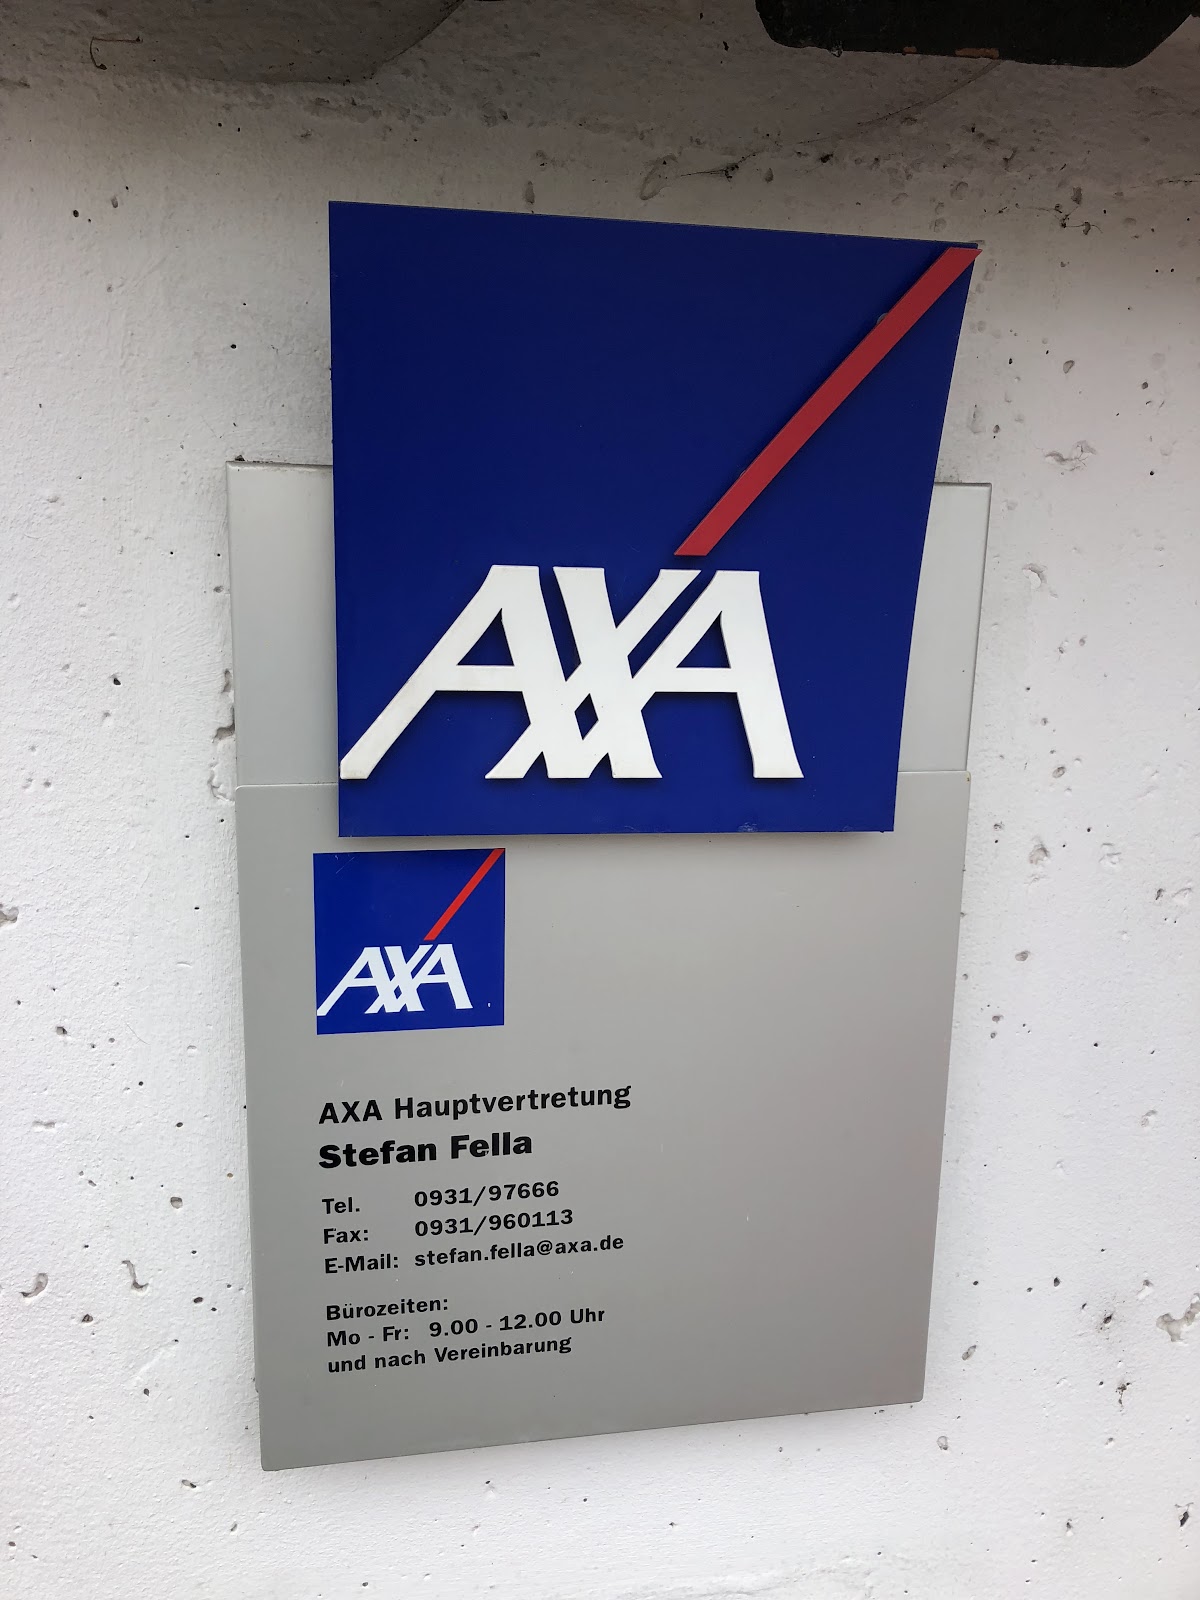 AXA
AXA
AXA Hauptvertretung
Stefan Fella
Tel. 0931/97666
Fax: 0931/960113
E-Mail: stefan.fella@axa.de
Bürozeiten:
Mo - Fr: 9.00 - 12.00 Uhr
und nach Vereinbarung